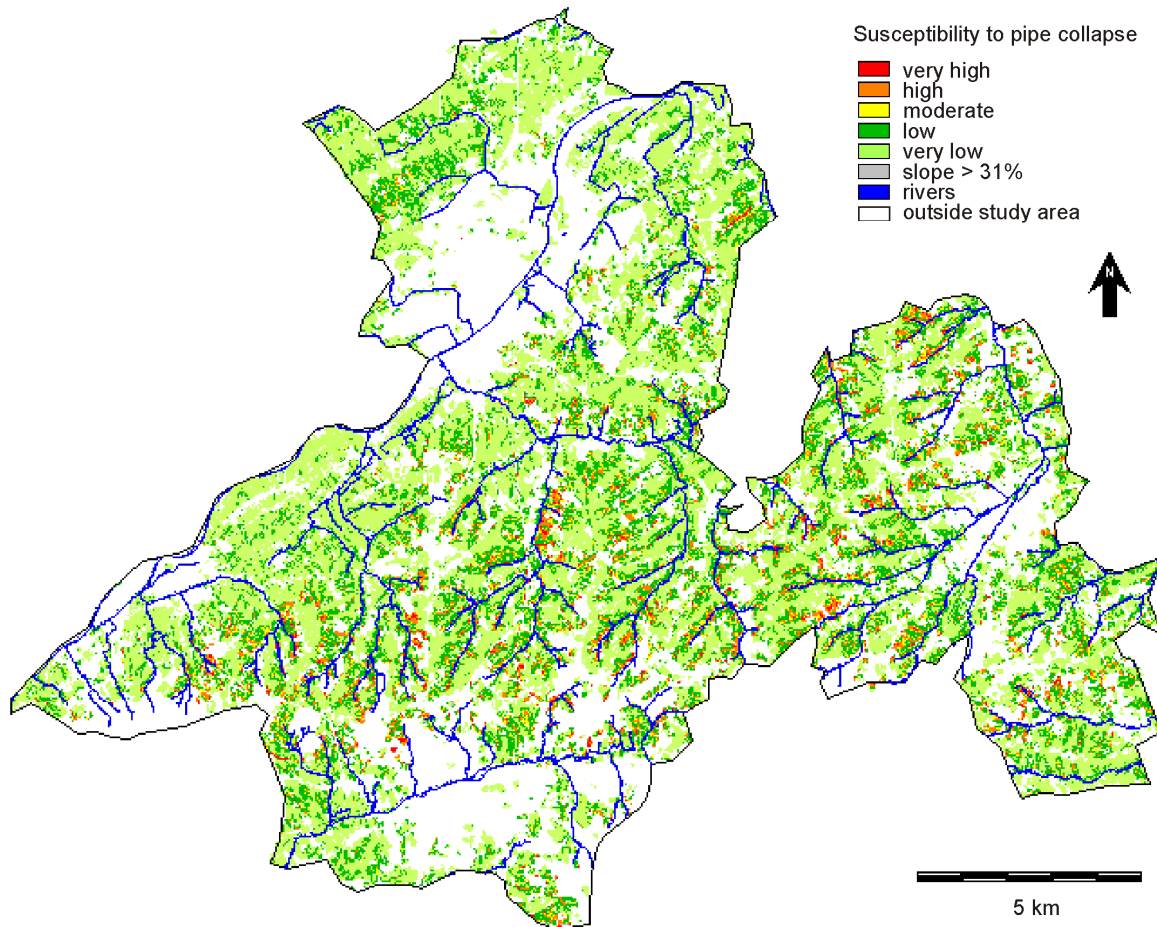 Susceptibility to pipe collapse
very high
high
moderate
low
very low
slope > 31%
rivers
outside study area
N
5 km